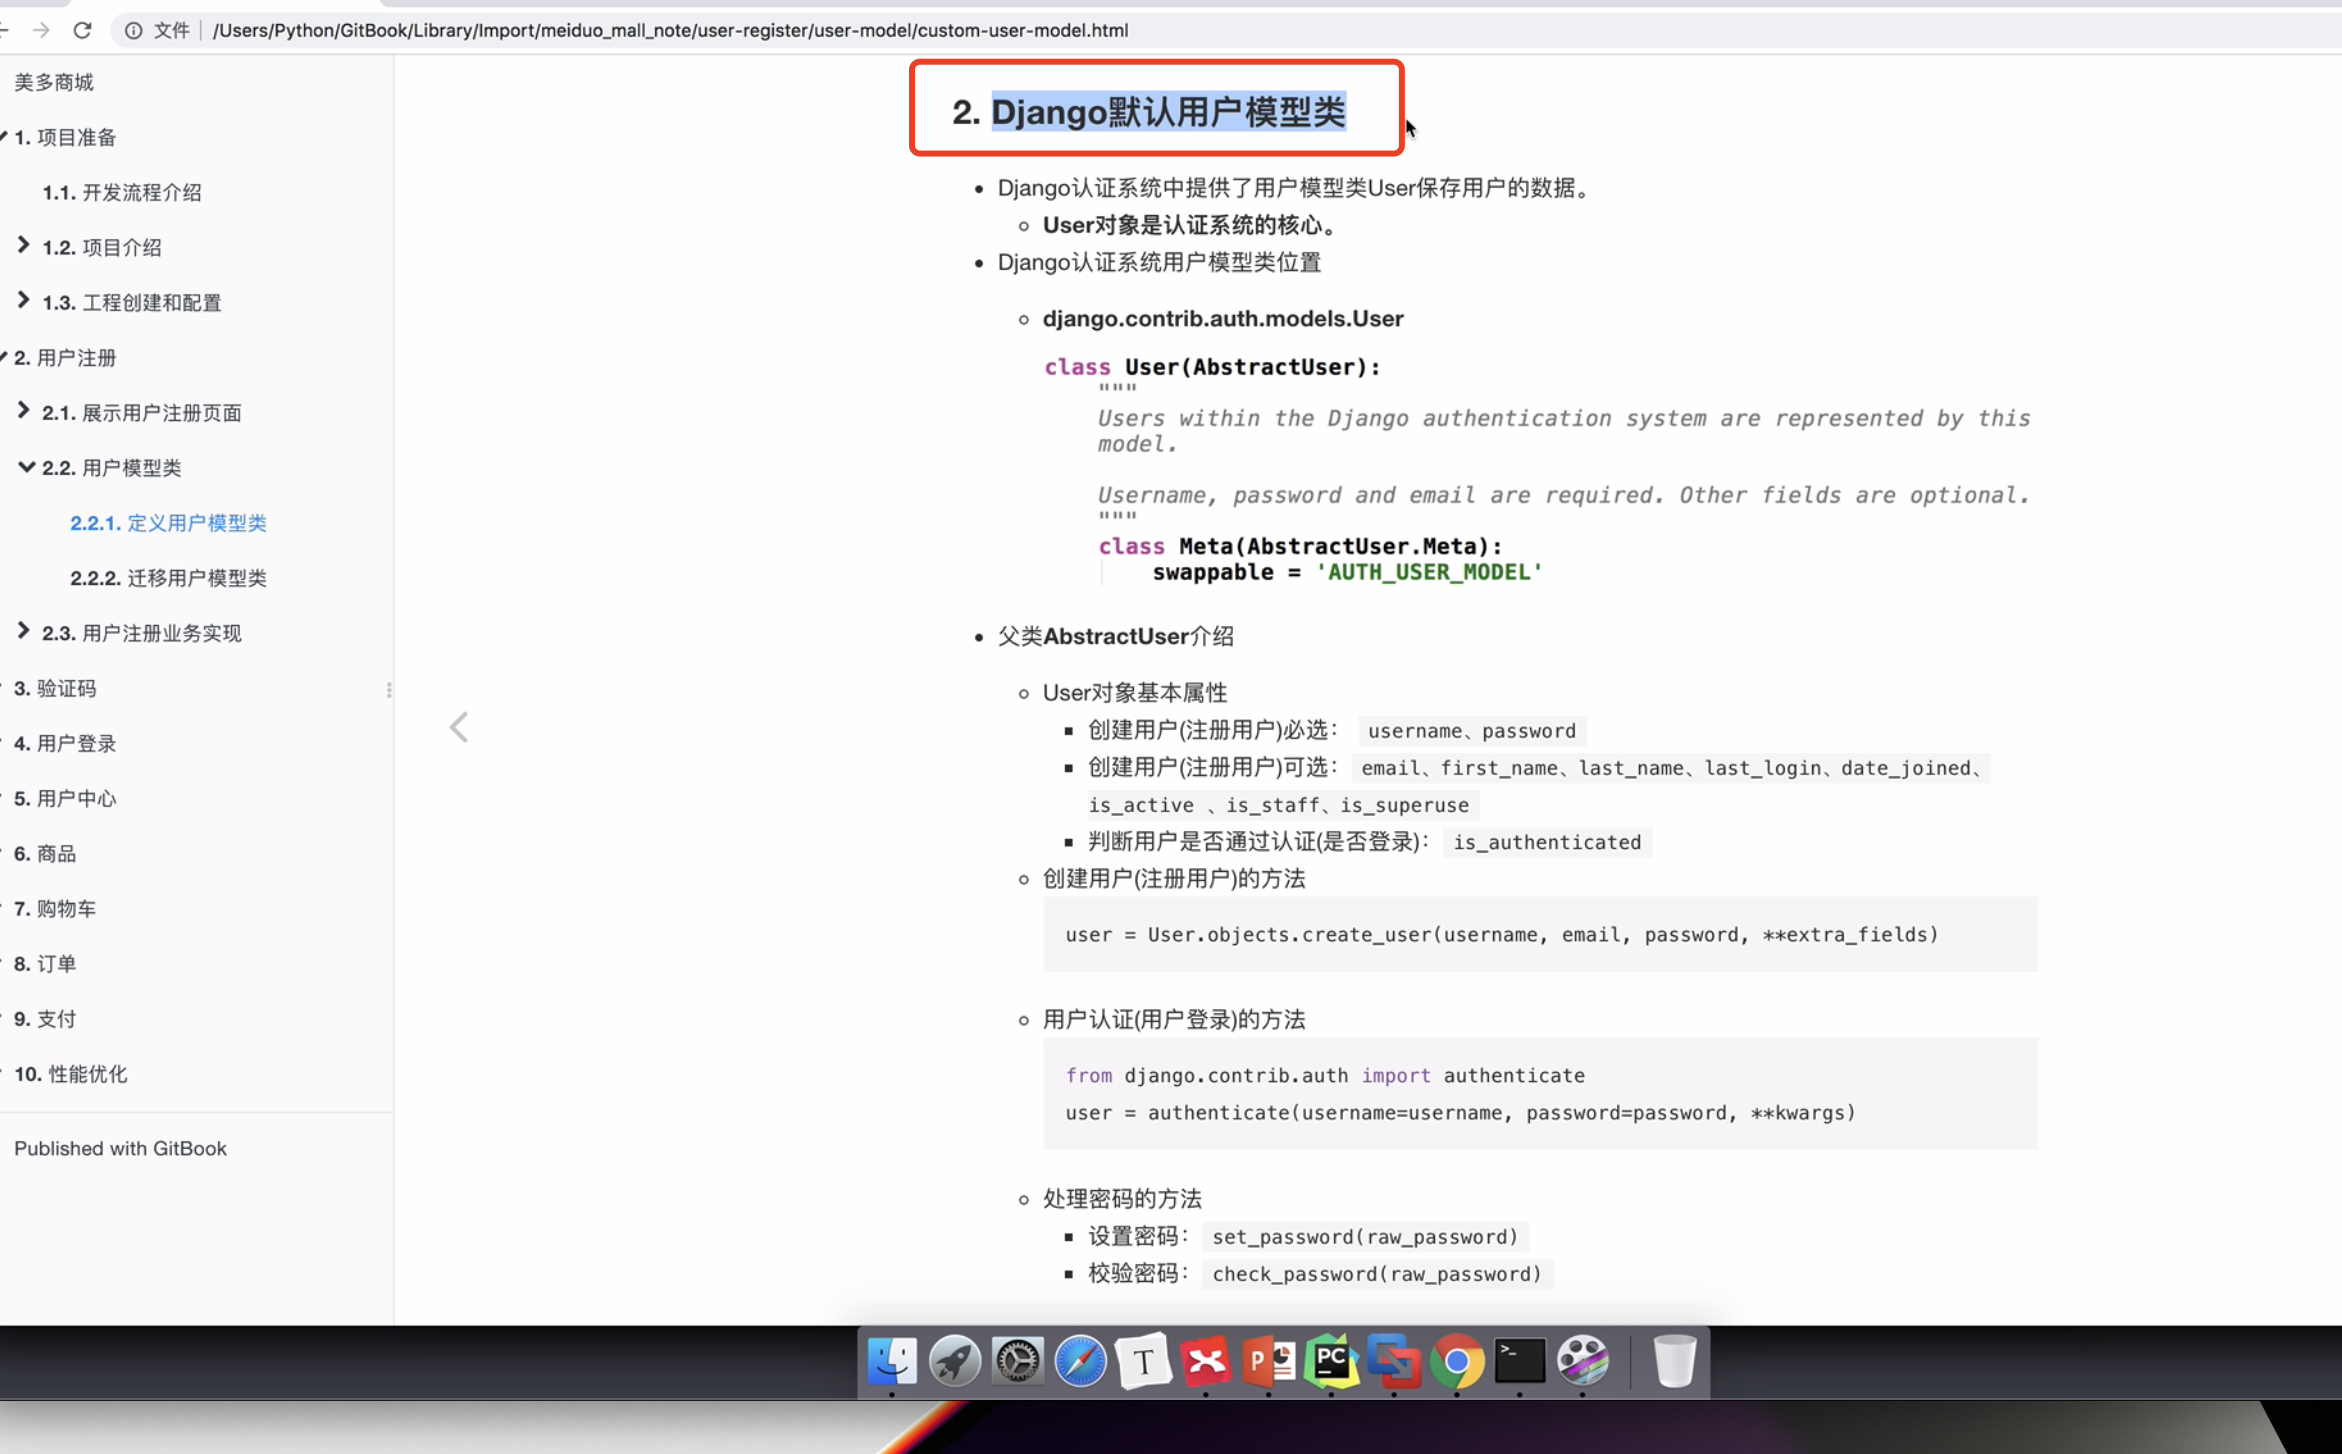 文件 /Users/Python/GitBook/Library/Import/meiduo_mall_note/user-register/user-model/custom-user-model.html
美多商城
1. 项目准备
1.1. 开发流程介绍
1.2. 项目介绍
1.3. 工程创建和配置
2. 用户注册
2.1. 展示用户注册页面
2.2. 用户模型类
2.2.1. 定义用户模型类
2.2.2. 迁移用户模型类
2.3. 用户注册业务实现
3. 验证码
4. 用户登录
5. 用户中心
6. 商品
7. 购物车
8. 订单
9. 支付
10. 性能优化
Published with GitBook
2. Django默认用户模型类
Django认证系统中提供了用户模型类User保存用户的数据。
User对象是认证系统的核心。
Django认证系统用户模型类位置
django.contrib.auth.models.User
class User(AbstractUser):
"""
Users within the Django authentication system are represented by this
model.
Username, password and email are required. Other fields are optional.
"""
class Meta(AbstractUser.Meta):
swappable = 'AUTH_USER_MODEL'
父类AbstractUser介绍
User对象基本属性
创建用户(注册用户)必选： username、password
创建用户(注册用户)可选： email、first_name、last_name、last_login、date_joined、
is_active 、is_staff、is_superuse
判断用户是否通过认证(是否登录)： is_authenticated
创建用户(注册用户)的方法
user = User.objects.create_user(username, email, password, **extra_fields)
用户认证(用户登录)的方法
from django.contrib.auth import authenticate
user = authenticate(username=username, password=password, **kwargs)
处理密码的方法
设置密码： set_password(raw_password)
校验密码： check_password(raw_password)
T
P
PC
>_